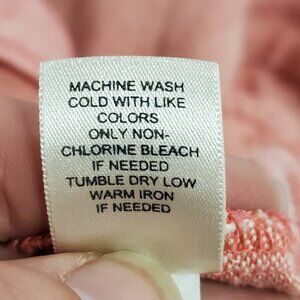 MACHINE WASH
COLD WITH LIKE
COLORS
ONLY NON-
CHLORINE BLEACH
IF NEEDED
TUMBLE DRY LOW
WARM IRON
IF NEEDED